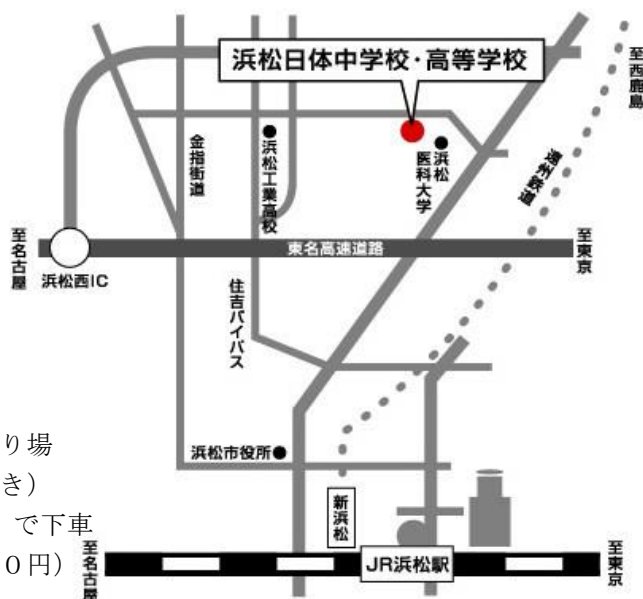 浜松日体中学校・高等学校
至西鹿島
金指街道
浜松工業高校
浜松
医科大学
遠州鉄道
至名古屋
東名高速道路
至東京
浜松西IC
住吉バイパス
り場
浜松市役所
き）
で下車
新浜松
０円）
至名古屋
JR浜松駅
至東京